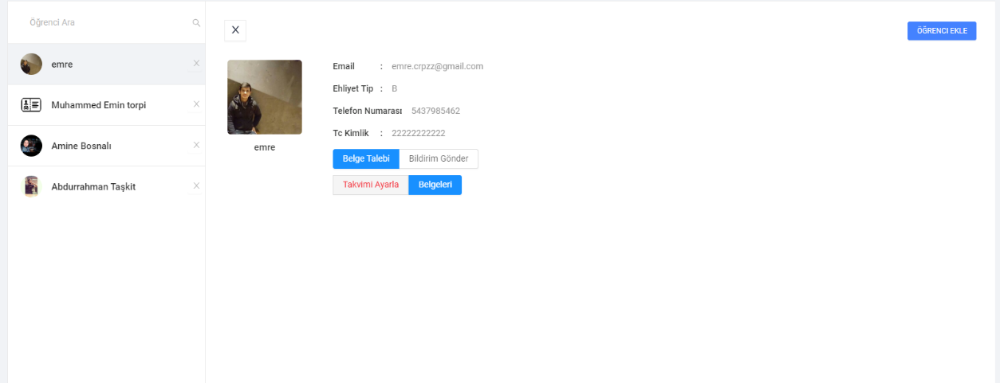 Öğrenci Ara
emre
X
Muhammed Emin torpi
X
Amine Bosnalı
X
Abdurrahman Taşkit
X
X
ÖĞRENCI EKLE
emre
Email : emre.crpzz@gmail.com
Ehliyet Tip : B
Telefon Numarası 5437985462
Tc Kimlik : 22222222222
Belge Talebi Bildirim Gönder
Takvimi Ayarla Belgeleri